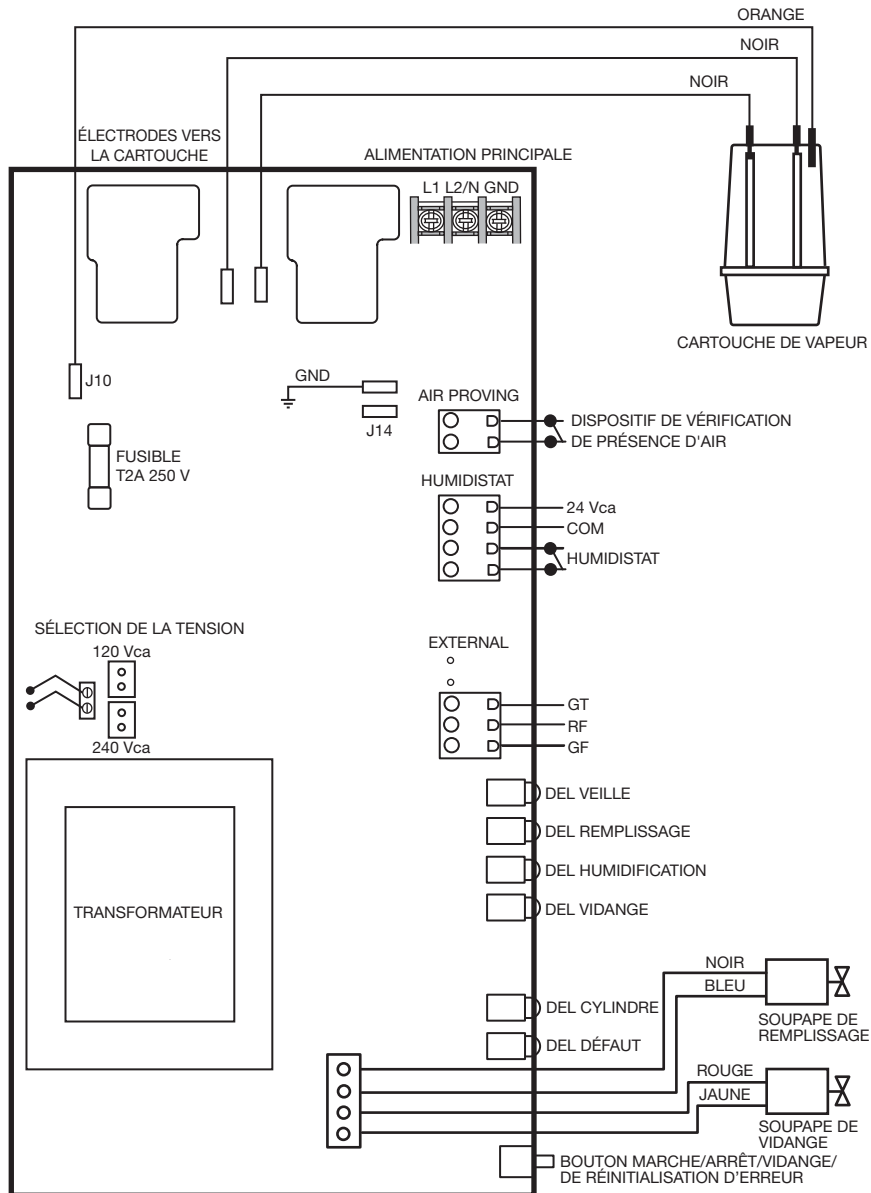 ORANGE
NOIR
NOIR
ÉLECTRODES VERS
LA CARTOUCHE
ALIMENTATION PRINCIPALE
L1 L2/N GND
CARTOUCHE DE VAPEUR
J10
GND
J14
AIR PROVING
DISPOSITIF DE VÉRIFICATION
DE PRÉSENCE D'AIR
FUSIBLE
T2A 250 V
HUMIDISTAT
24 Vca
COM
HUMIDISTAT
SÉLECTION DE LA TENSION
120 Vca
240 Vca
EXTERNAL
GT
RF
GF
DEL VEILLE
DEL REMPLISSAGE
DEL HUMIDIFICATION
DEL VIDANGE
TRANSFORMATEUR
DEL CYLINDRE
DEL DÉFAUT
NOIR
BLEU
SOUPAPE DE
REMPLISSAGE
ROUGE
JAUNE
SOUPAPE DE
VIDANGE
BOUTON MARCHE/ARRÊT/VIDANGE/
DE RÉINITIALISATION D'ERREUR